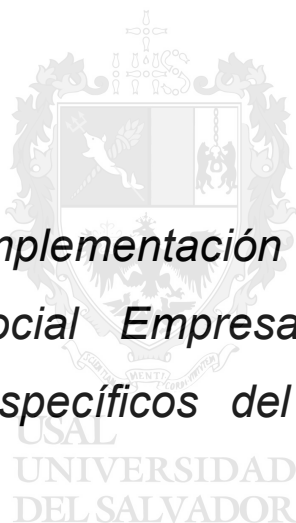 mplementación
ocial Empresa
specíficos del
USAL
UNIVERSIDAD
DEL SALVADOR